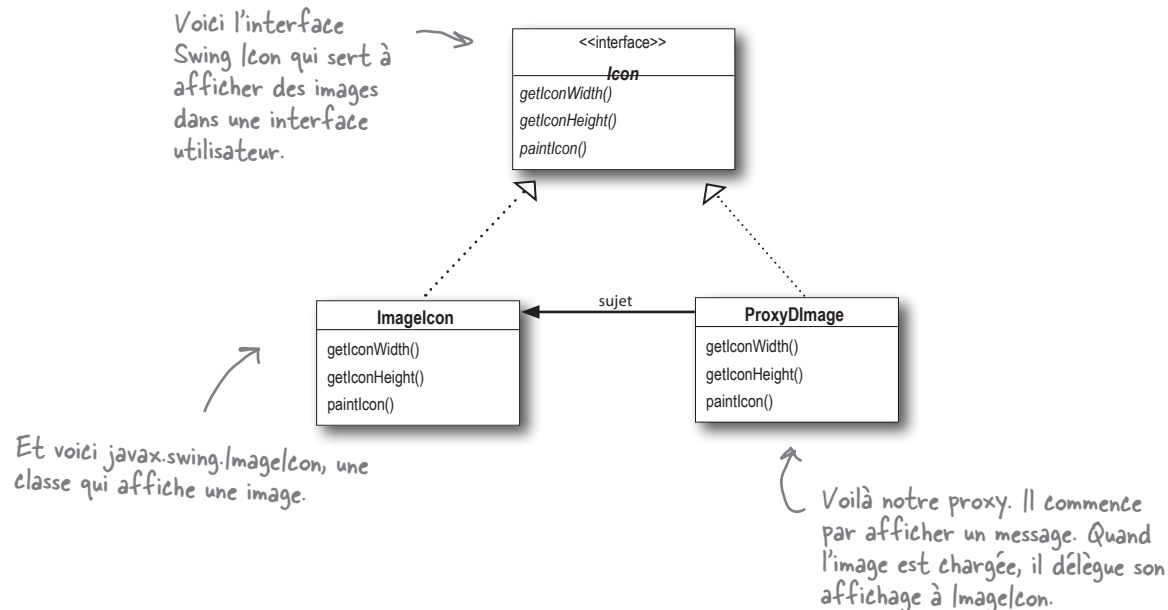 Voici l'interface
Swing Icon qui sert à
afficher des images
dans une interface
utilisateur.
<<interface>>
Icon
getIconWidth()
getIconHeight()
paintIcon()
sujet
ImageIcon
getIconWidth()
getIconHeight()
paintIcon()
ProxyDImage
getIconWidth()
getIconHeight()
paintIcon()
Et voici javax.swing.ImageIcon, une
classe qui affiche une image.
Voilà notre proxy. Il commence
par afficher un message. Quand
l'image est chargée, il délègue son
affichage à ImageIcon.